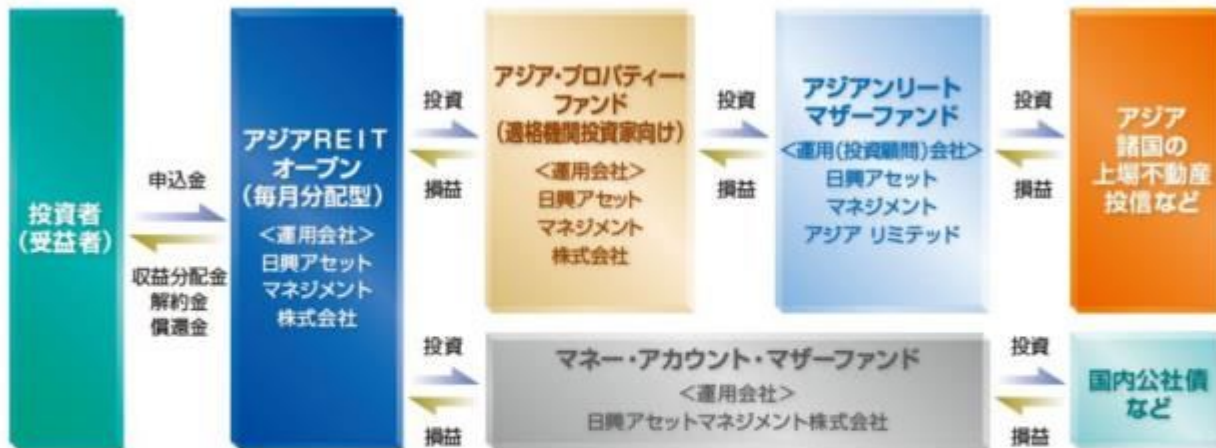 投資者
(受益者)
申込金
収益分配金
解約金
償還金
アジアREIT
オープン
(毎月分配型)
<運用会社>
日興アセット
マネジメント
株式会社
投資
損益
アジア・プロパティー・
ファンド
(適格機関投資家向け)
<運用会社>
日興アセット
マネジメント
株式会社
投資
損益
アジアンリート
マザーファンド
<運用(投資顧問)会社>
日興アセット
マネジメント
アジア リミテッド
投資
損益
アジア
諸国の
上場不動産
投信など
投資
損益
マネー・アカウント・マザーファンド
<運用会社>
日興アセットマネジメント株式会社
投資
損益
国内公社債
など